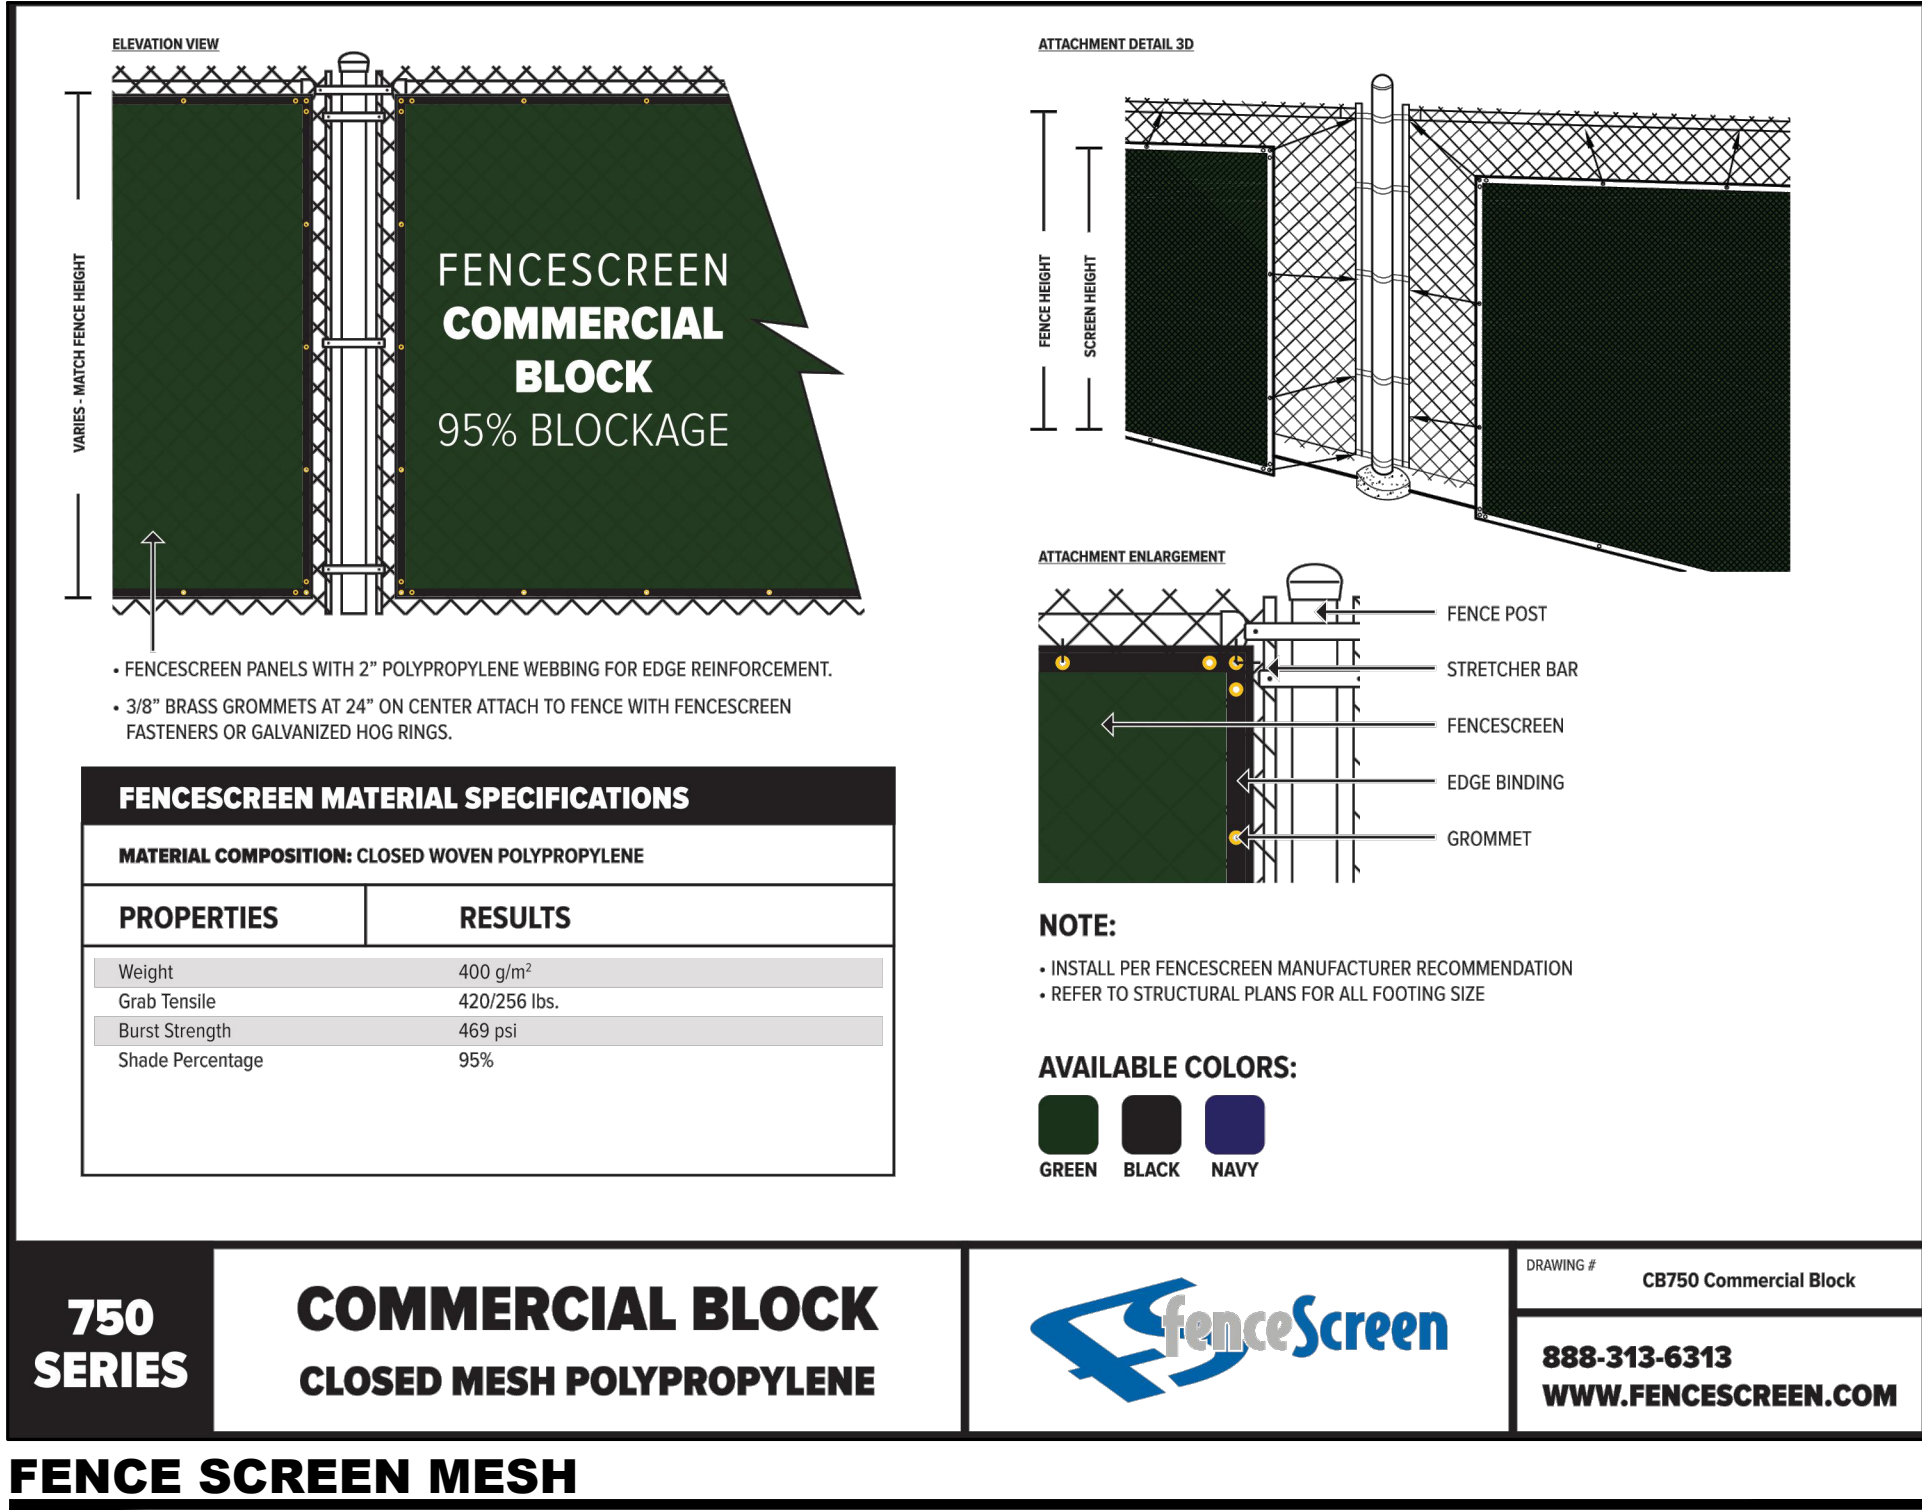 ELEVATION VIEW
VARIES - MATCH FENCE HEIGHT
FENCESCREEN
COMMERCIAL
BLOCK
95% BLOCKAGE
• FENCESCREEN PANELS WITH 2” POLYPROPYLENE WEBBING FOR EDGE REINFORCEMENT.
• 3/8” BRASS GROMMETS AT 24” ON CENTER ATTACH TO FENCE WITH FENCESCREEN
FASTENERS OR GALVANIZED HOG RINGS.
FENCESCREEN MATERIAL SPECIFICATIONS
MATERIAL COMPOSITION: CLOSED WOVEN POLYPROPYLENE
PROPERTIES RESULTS
Weight 400 g/m²
Grab Tensile 420/256 lbs.
Burst Strength 469 psi
Shade Percentage 95%
ATTACHMENT DETAIL 3D
FENCE HEIGHT
SCREEN HEIGHT
ATTACHMENT ENLARGEMENT
FENCE POST
STRETCHER BAR
FENCESCREEN
EDGE BINDING
GROMMET
NOTE:
• INSTALL PER FENCESCREEN MANUFACTURER RECOMMENDATION
• REFER TO STRUCTURAL PLANS FOR ALL FOOTING SIZE
AVAILABLE COLORS:
GREEN BLACK NAVY
750
SERIES
COMMERCIAL BLOCK
CLOSED MESH POLYPROPYLENE
fenceScreen
DRAWING #
CB750 Commercial Block
888-313-6313
WWW.FENCESCREEN.COM
FENCE SCREEN MESH